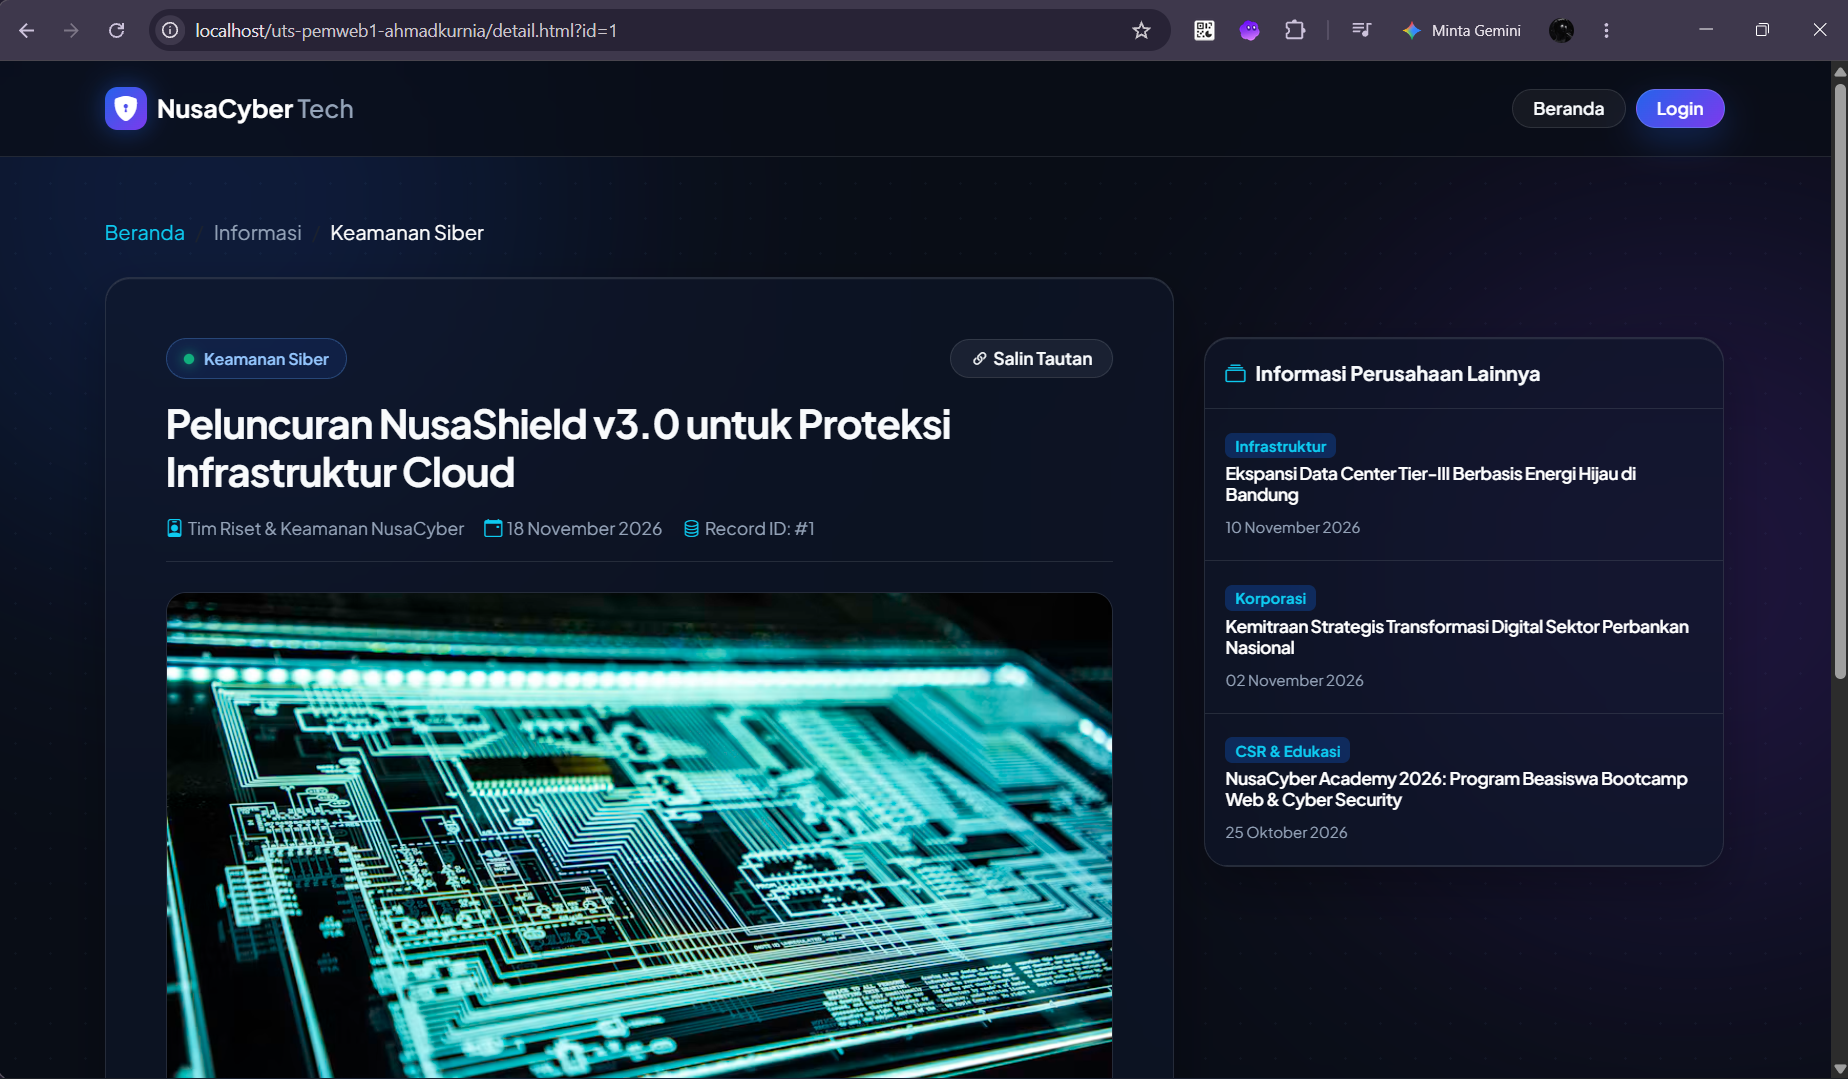 localhost/uts-pemweb1-ahmadkurnia/detail.html?id=1
Minta Gemini
NusaCyber Tech
Beranda
Login
Beranda / Informasi / Keamanan Siber
Keamanan Siber
Salin Tautan
Peluncuran NusaShield v3.0 untuk Proteksi
Infrastruktur Cloud
Tim Riset & Keamanan NusaCyber
18 November 2026
Record ID: #1
Informasi Perusahaan Lainnya
Infrastruktur
Ekspansi Data Center Tier-III Berbasis Energi Hijau di
Bandung
10 November 2026
Korporasi
Kemitraan Strategis Transformasi Digital Sektor Perbankan
Nasional
02 November 2026
CSR & Edukasi
NusaCyber Academy 2026: Program Beasiswa Bootcamp
Web & Cyber Security
25 Oktober 2026